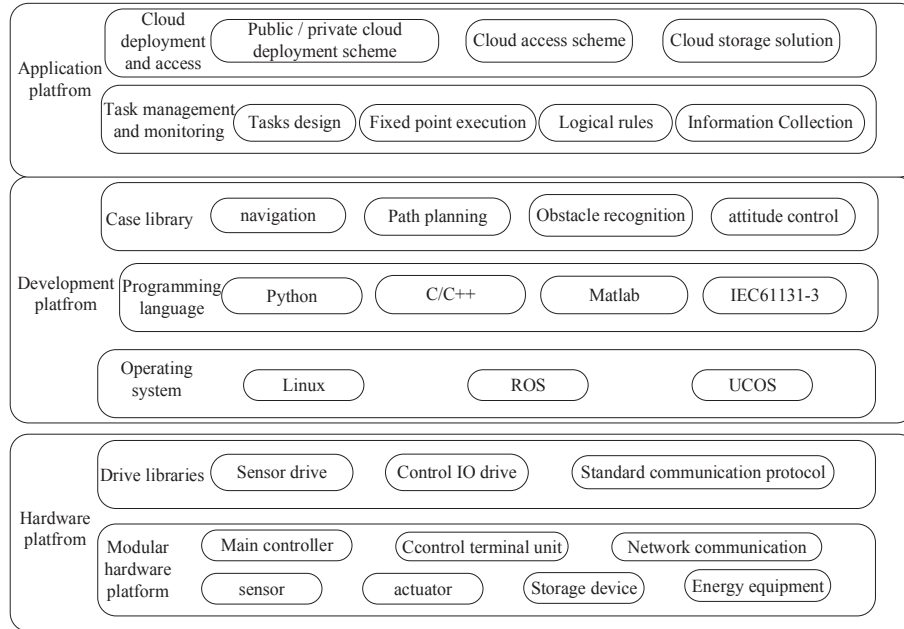 Application
platfrom
Cloud
deployment
and access
Public / private cloud
deployment scheme
Cloud access scheme
Cloud storage solution
Task management
and monitoring
Tasks design
Fixed point execution
Logical rules
Information Collection
Development
platfrom
Case library
navigation
Path planning
Obstacle recognition
attitude control
Programming
language
Python
C/C++
Matlab
IEC61131-3
Operating
system
Linux
ROS
UCOS
Hardware
platfrom
Drive libraries
Sensor drive
Control IO drive
Standard communication protocol
Modular
hardware
platform
Main controller
Ccontrol terminal unit
Network communication
sensor
actuator
Storage device
Energy equipment